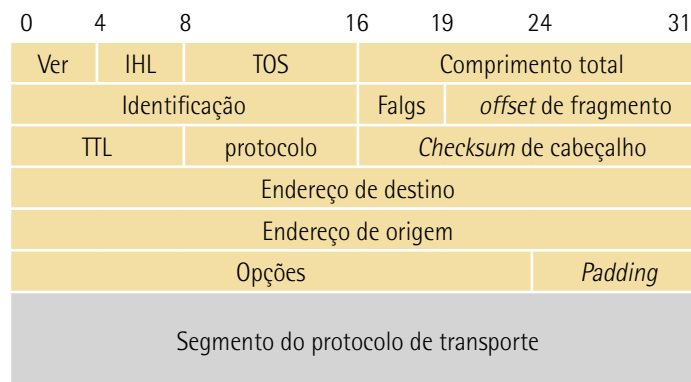 0 4 8 16 19 24 31
Ver IHL TOS Comprimento total
Identificação Falgs offset de fragmento
TTL protocolo Checksum de cabeçalho
Endereço de destino
Endereço de origem
Opções Padding
Segmento do protocolo de transporte